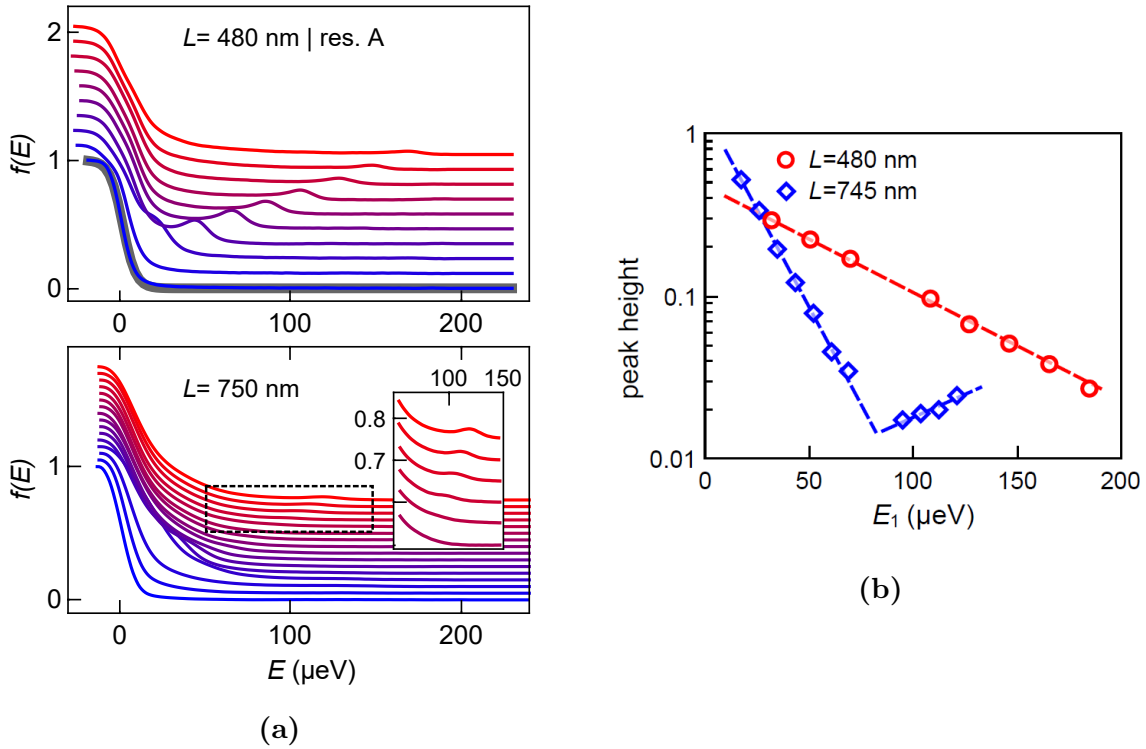 2
L= 480 nm | res. A
f(E)
1
0
0
100
200
L= 750 nm
100
150
0.8
0.7
f(E)
1
0
0
100
200
E (µeV)
(a)
1
L=480 nm
L=745 nm
peak height
0.1
0.01
0
50
100
150
200
E₁ (µeV)
(b)